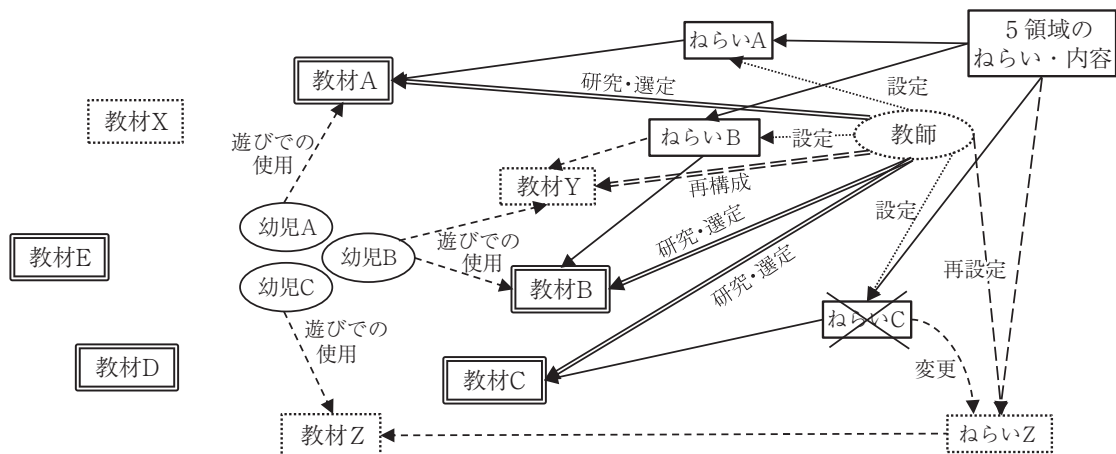 5領域の
ねらい・内容
ねらいA
教材A
研究・選定
設定
教材X
教師
ねらいB
設定
遊びでの
使用
教材Y
再構成
設定
幼児A
教材E
幼児B
遊びでの
使用
研究・選定
研究・選定
再設定
幼児C
教材B
遊びでの
使用
ねらいC
教材D
教材C
変更
教材Z
ねらいZ